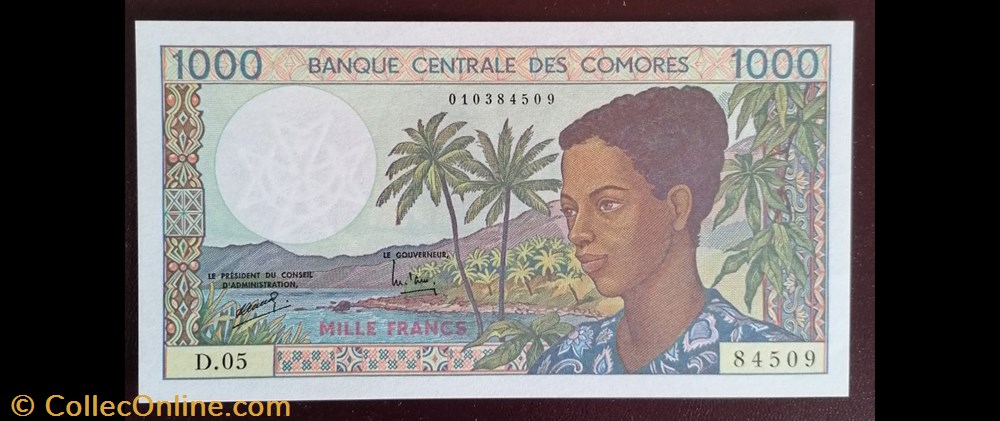 1000 BANQUE CENTRALE DES COMORES 1000
010384509
LE GOUVERNEUR,
LE PRÉSIDENT DU CONSEIL
D'ADMINISTRATION,
MILLE FRANCS
D.05
84509
© CollecOnline.com